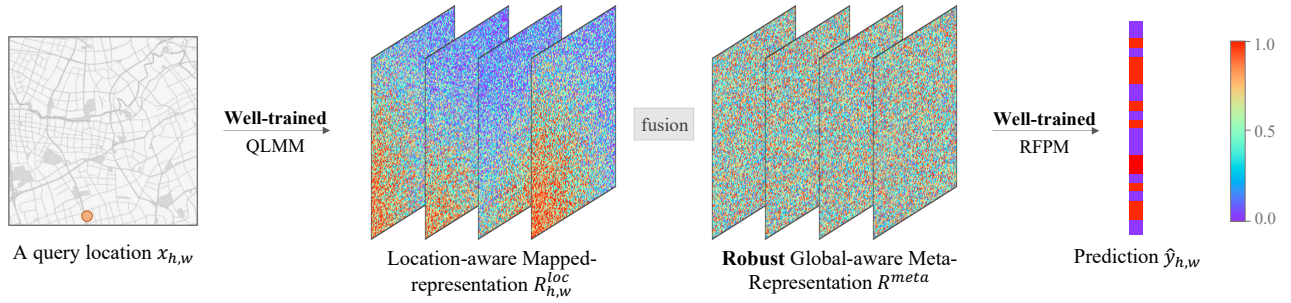 Well-trained
QLMM
fusion
Well-trained
RFPM
1.0
0.5
0.0
A query location x_{h,w}
Location-aware Mapped-
representation R^{loc}_{h,w}
Robust Global-aware Meta-
Representation R^{meta}
Prediction ŷ_{h,w}